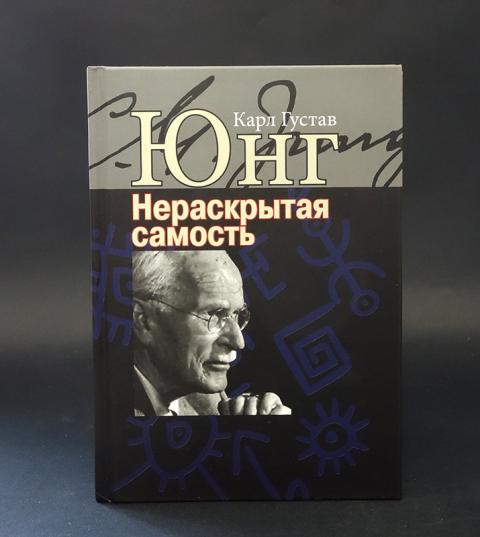 Карл Густав
Юнг
Нераскрытая
самость